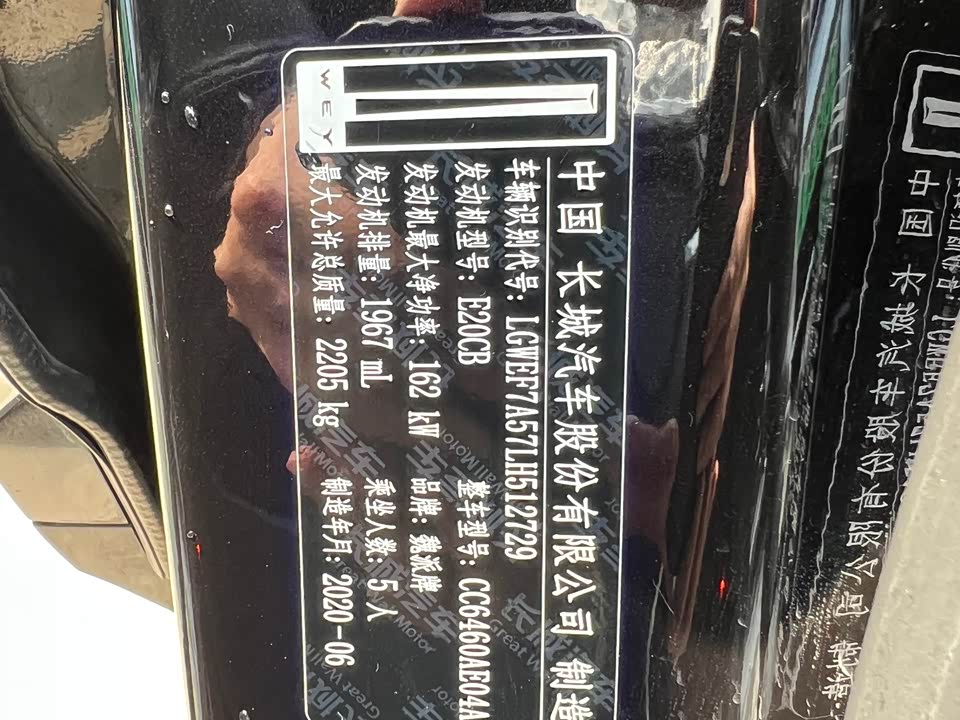 WEY
中国 长城汽车股份有限公司 制造
车辆识别代号: LGWEF7A57LH512729
发动机型号: E20CB 整车型号: CC6460AE04A
发动机最大净功率: 162 kW 品牌: 魏派牌
发动机排量: 1967 mL 乘坐人数: 5 人
最大允许总质量: 2205 kg 制造年月: 2020-06